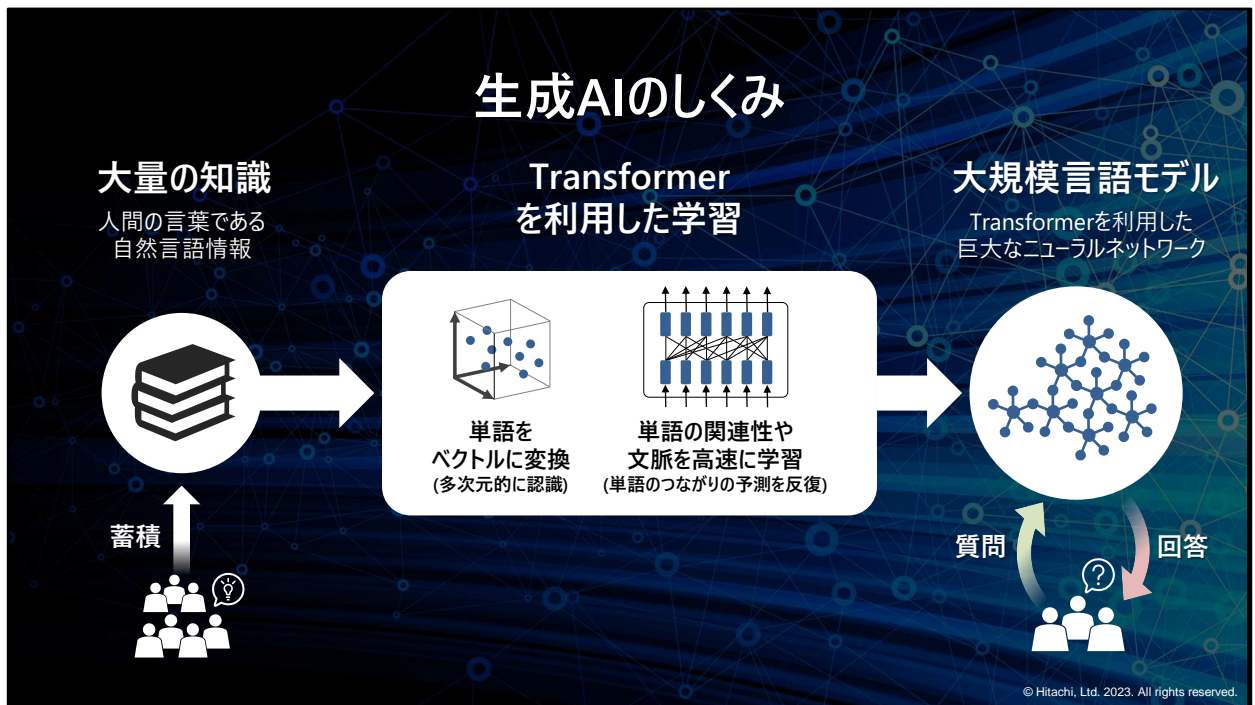 生成AIのしくみ
大量の知識
人間の言葉である
自然言語情報
蓄積
Transformer
を利用した学習
単語を
ベクトルに変換
(多次元的に認識)
単語の関連性や
文脈を高速に学習
(単語のつながりの予測を反復)
大規模言語モデル
Transformerを利用した
巨大なニューラルネットワーク
質問
回答
?
© Hitachi, Ltd. 2023. All rights reserved.